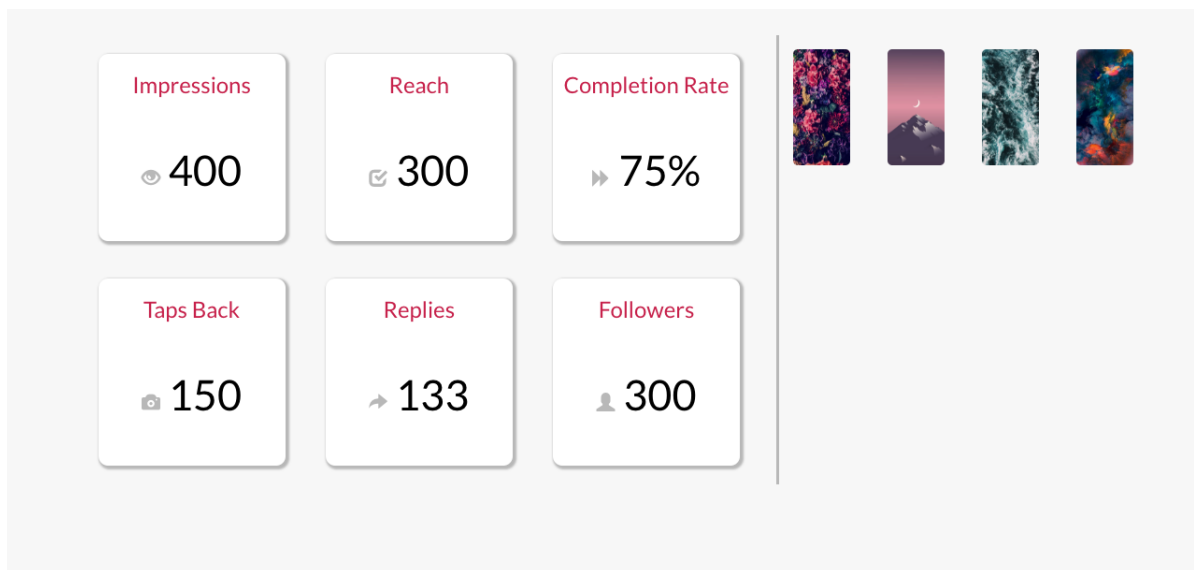 Impressions
400
Reach
300
Completion Rate
75%
Taps Back
150
Replies
133
Followers
300